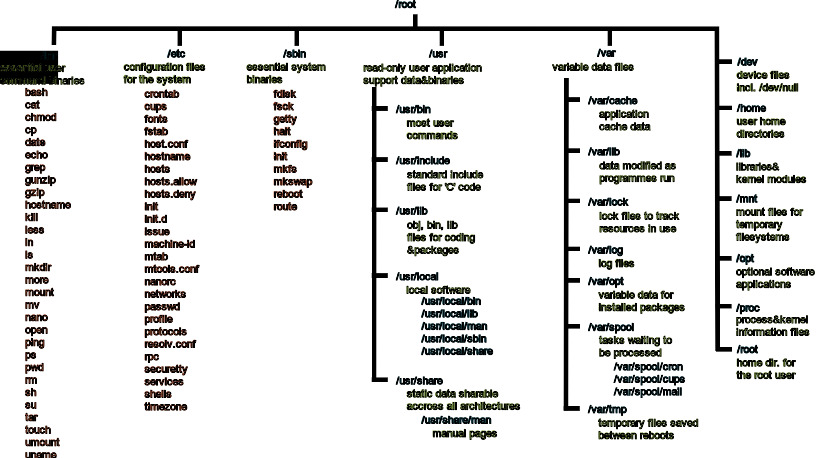 /root
/etc
configuration files
for the system
/sbin
essential system
binaries
/usr
read-only user application
support data&binaries
/var
variable data files
essential user
binaries
bash
cat
chmod
cp
date
echo
grep
gunzip
gzip
hostname
kill
less
ln
ls
mkdir
more
mount
mv
nano
open
ping
ps
pwd
rm
sh
su
tar
touch
umount
uname
crontab
cups
fonts
fstab
host.conf
hostname
hosts
hosts.allow
hosts.deny
init
init.d
issue
machine-id
mtab
mtools.conf
nanorc
networks
passwd
profile
protocols
resolv.conf
rpc
securetty
services
shells
timezone
fdisk
fsck
getty
halt
ifconfig
init
mkfs
mkswap
reboot
route
/usr/bin
most user
commands
/usr/include
standard include
files for 'C' code
/usr/lib
obj, bin, lib
files for coding
&packages
/usr/local
local software
/usr/local/bin
/usr/local/lib
/usr/local/man
/usr/local/sbin
/usr/local/share
/usr/share
static data sharable
accross all architectures
/usr/share/man
manual pages
/var/cache
application
cache data
/var/lib
data modified as
programmes run
/var/lock
lock files to track
resources in use
/var/log
log files
/var/opt
variable data for
installed packages
/var/spool
tasks waiting to
be processed
/var/spool/cron
/var/spool/cups
/var/spool/mail
/var/tmp
temporary files saved
between reboots
/dev
device files
incl. /dev/null
/home
user home
directories
/lib
libraries&
kernel modules
/mnt
mount files for
temporary
filesystems
/opt
optional software
applications
/proc
process&kernel
information files
/root
home dir. for
the root user